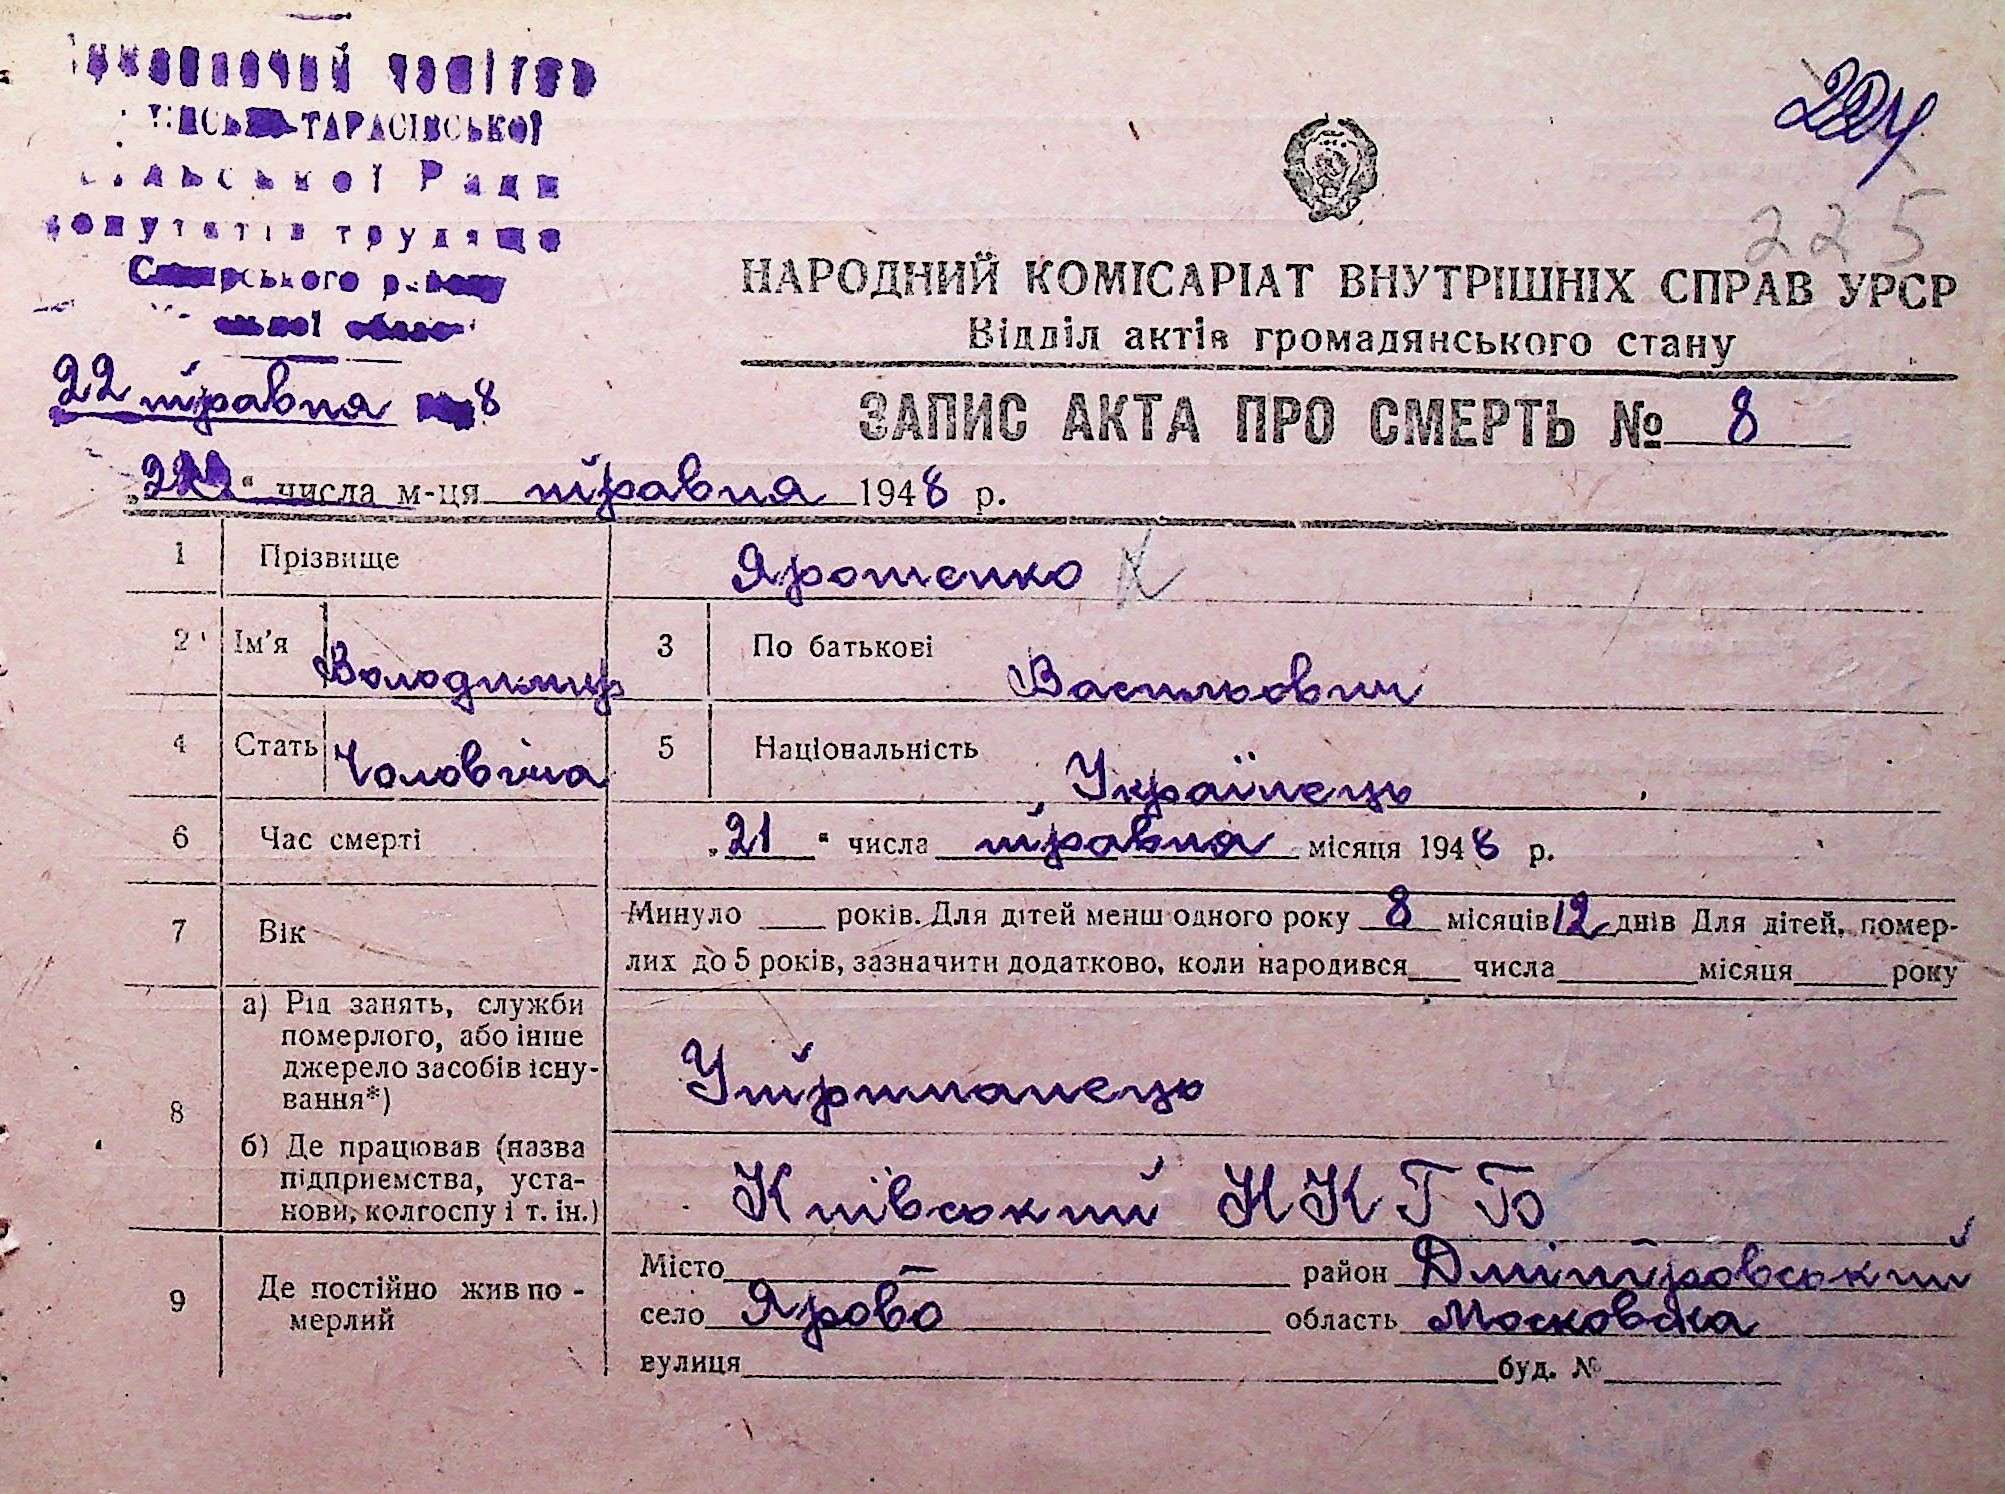 204
225
ТАРАСІВСЬКОЇ
Ради
22 травня 8
НАРОДНИЙ КОМІСАРІАТ ВНУТРІШНІХ СПРАВ УРСР
Відділ актів громадянського стану
ЗАПИС АКТА ПРО СМЕРТЬ № 8
„22“ числа м-ця травня 1948 р.
1 Прізвище Ярошенко
2 Ім'я Володимир 3 По батькові Васильович
4 Стать Чоловіча 5 Національність Українець
6 Час смерті „21“ числа травня місяця 1948 р.
7 Вік Минуло ___ років. Для дітей менш одного року 8 місяців 12 днів Для дітей, помер-
лих до 5 років, зазначити додатково, коли народився ___ числа ___ місяця ___ року
8 а) Рід занять, служби
померлого, або інше
джерело засобів існу-
вання*) Утриманець
б) Де працював (назва
підприємства, уста-
нови, колгоспу і т. ін.) Київський НКГБ
9 Де постійно жив по-
мерлий
Місто — район Дмітровський
село Ярово область Московська
вулиця ___ буд. № ___